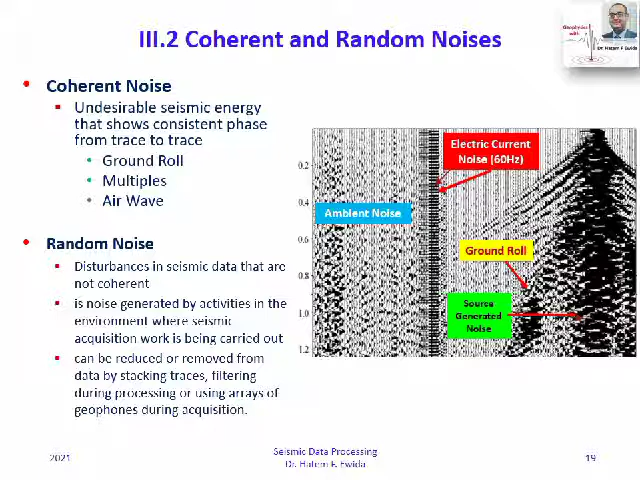 III.2 Coherent and Random Noises
Geophysics
with
Dr. Hatem F. Ewida
• Coherent Noise
▪ Undesirable seismic energy
that shows consistent phase
from trace to trace
• Ground Roll
• Multiples
• Air Wave
• Random Noise
▪ Disturbances in seismic data that are
not coherent
▪ is noise generated by activities in the
environment where seismic
acquisition work is being carried out
▪ can be reduced or removed from
data by stacking traces, filtering
during processing or using arrays of
geophones during acquisition.
Electric Current
Noise (60Hz)
0.2
0.4
Ambient Noise
0.6
Ground Roll
0.8
Source
Generated
Noise
1.0
1.2
2021
Seismic Data Processing
Dr. Hatem F. Ewida
19